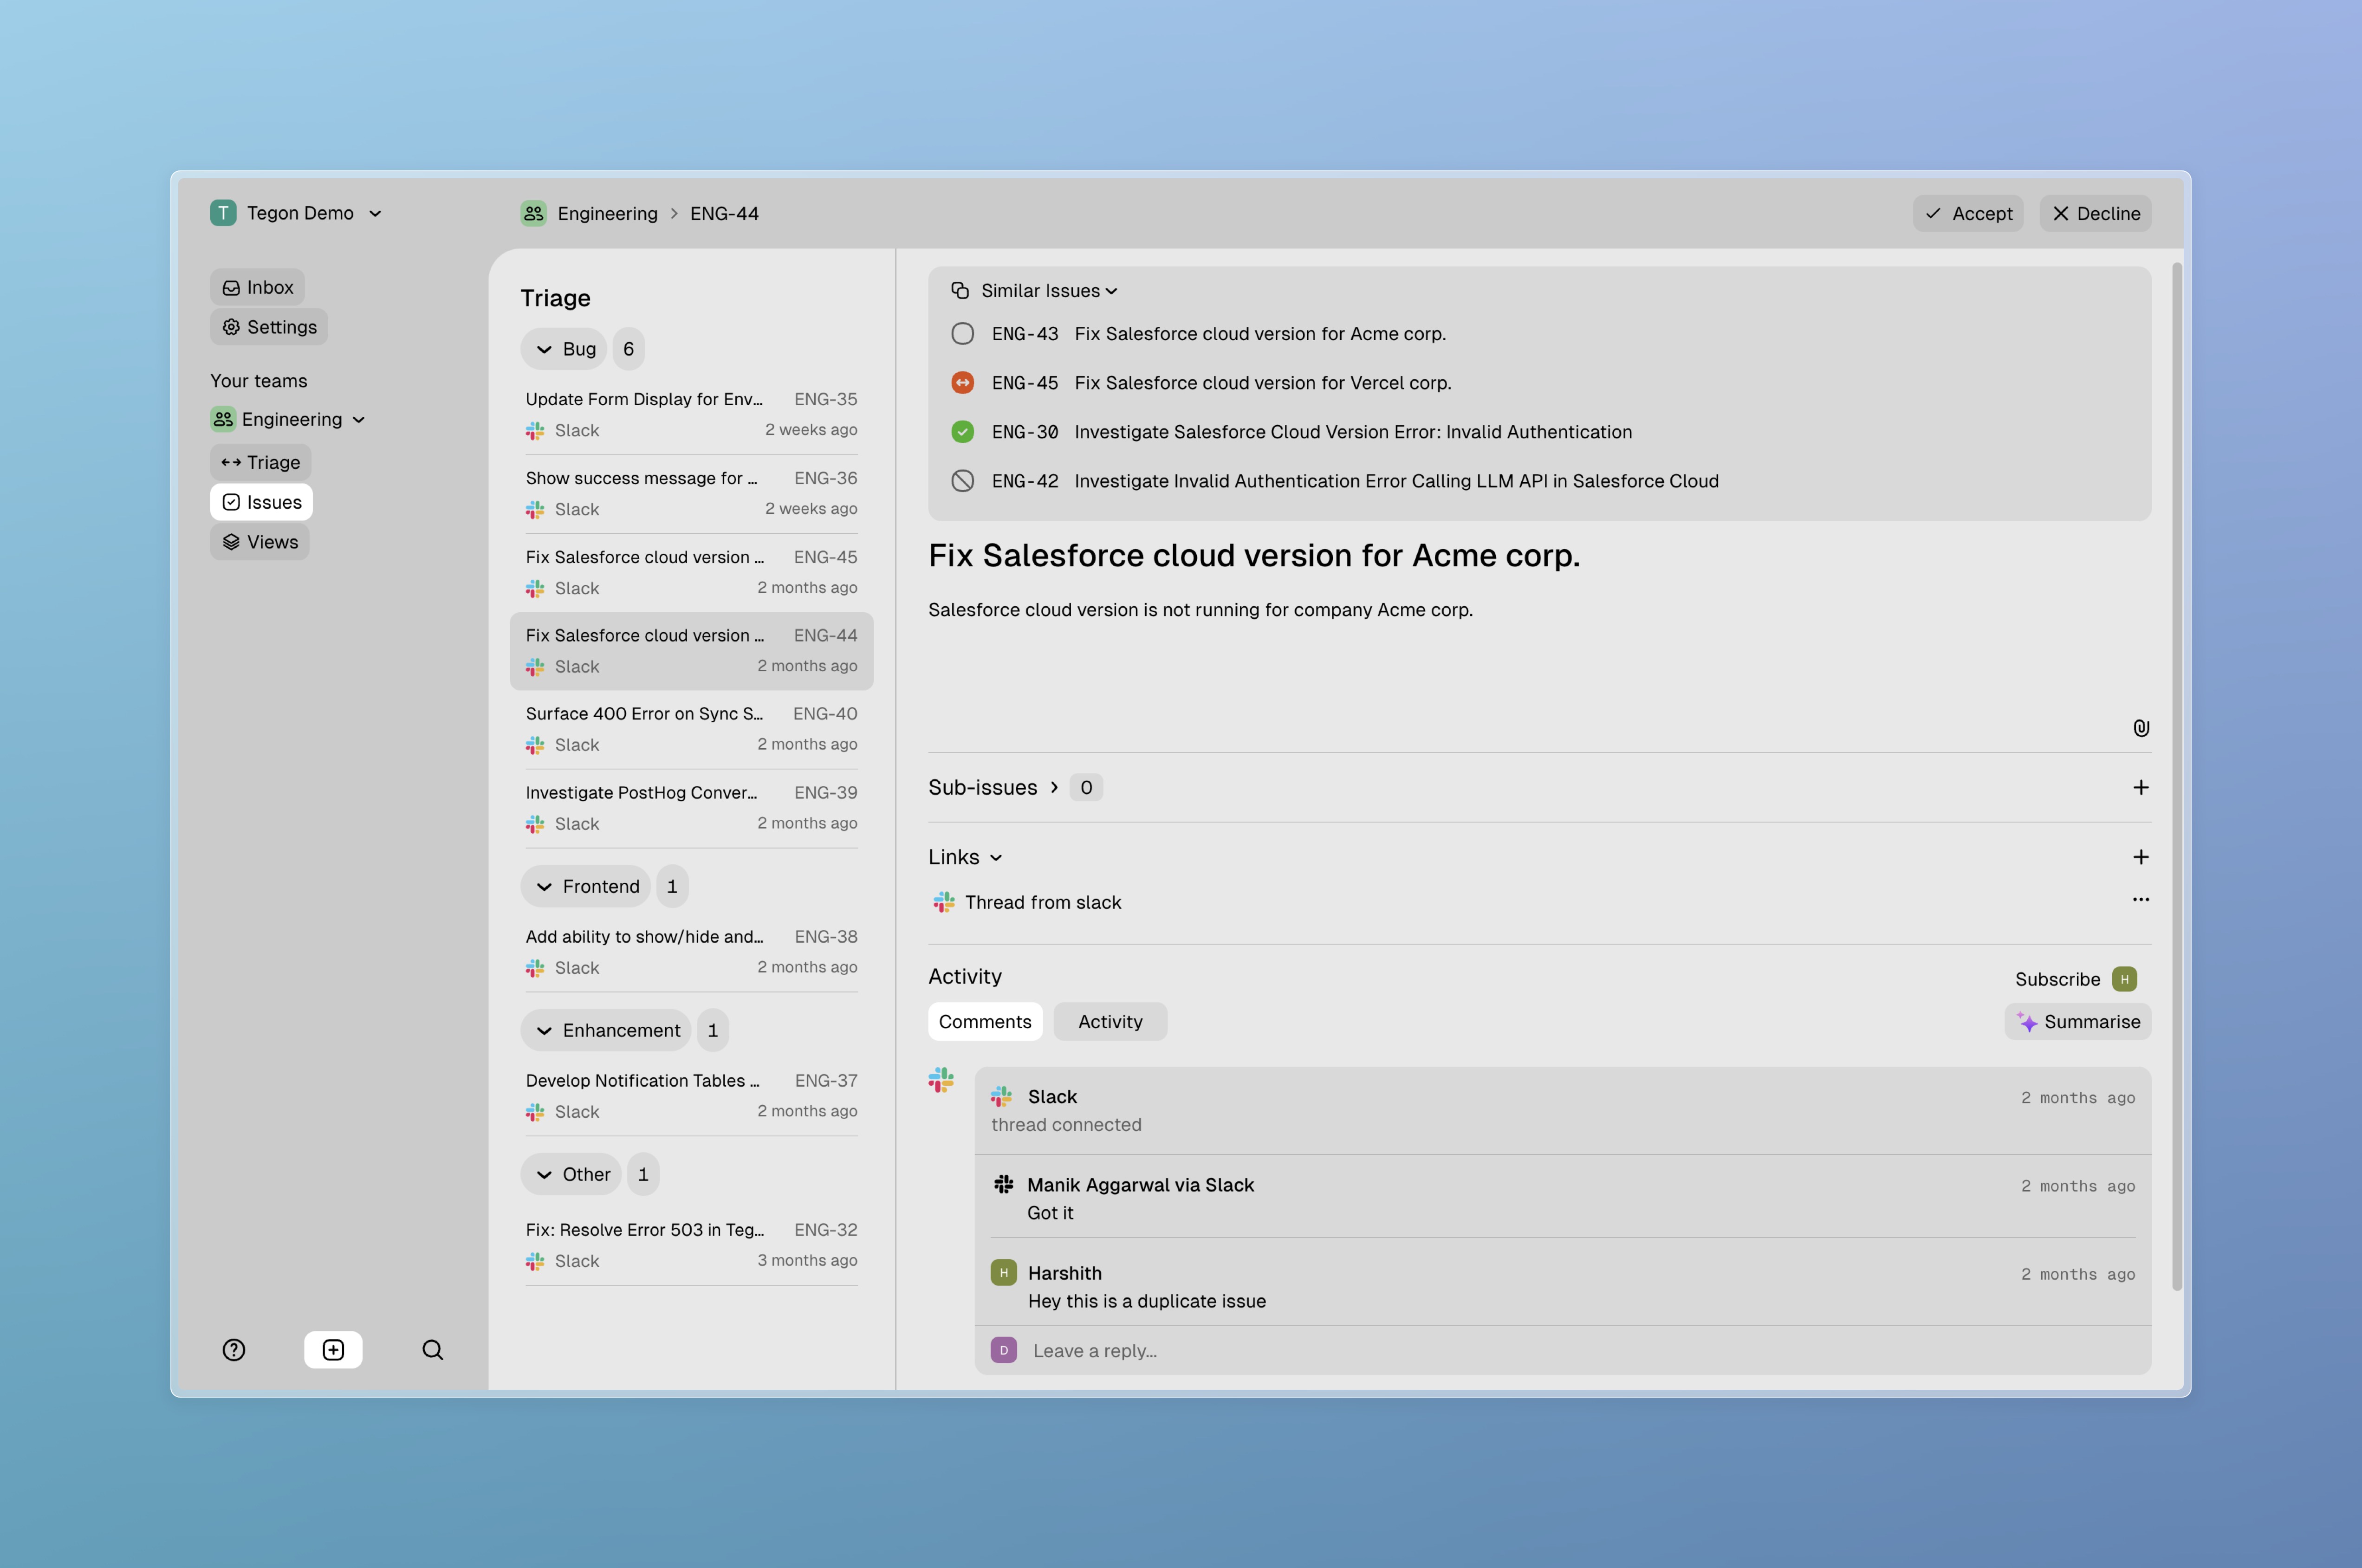 T Tegon Demo
Engineering > ENG-44
Accept
Decline
Inbox
Settings
Your teams
Engineering
Triage
Issues
Views
Triage
Bug 6
Update Form Display for Env... ENG-35
Slack 2 weeks ago
Show success message for ... ENG-36
Slack 2 weeks ago
Fix Salesforce cloud version ... ENG-45
Slack 2 months ago
Fix Salesforce cloud version ... ENG-44
Slack 2 months ago
Surface 400 Error on Sync S... ENG-40
Slack 2 months ago
Investigate PostHog Conver... ENG-39
Slack 2 months ago
Frontend 1
Add ability to show/hide and... ENG-38
Slack 2 months ago
Enhancement 1
Develop Notification Tables ... ENG-37
Slack 2 months ago
Other 1
Fix: Resolve Error 503 in Teg... ENG-32
Slack 3 months ago
Similar Issues
ENG-43 Fix Salesforce cloud version for Acme corp.
ENG-45 Fix Salesforce cloud version for Vercel corp.
ENG-30 Investigate Salesforce Cloud Version Error: Invalid Authentication
ENG-42 Investigate Invalid Authentication Error Calling LLM API in Salesforce Cloud
Fix Salesforce cloud version for Acme corp.
Salesforce cloud version is not running for company Acme corp.
Sub-issues > 0
Links
Thread from slack
Activity
Subscribe H
Comments Activity
Summarise
Slack 2 months ago
thread connected
Manik Aggarwal via Slack 2 months ago
Got it
H Harshith 2 months ago
Hey this is a duplicate issue
D Leave a reply...